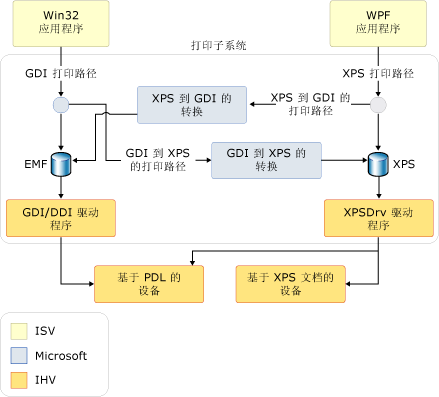 Win32
应用程序
WPF
应用程序
打印子系统
GDI 打印路径
XPS 打印路径
XPS 到 GDI 的
转换
XPS 到 GDI 的
打印路径
EMF
GDI 到 XPS
的打印路径
GDI 到 XPS 的
转换
XPS
GDI/DDI 驱动
程序
XPSDrv 驱动
程序
基于 PDL 的
设备
基于 XPS 文档的
设备
ISV
Microsoft
IHV